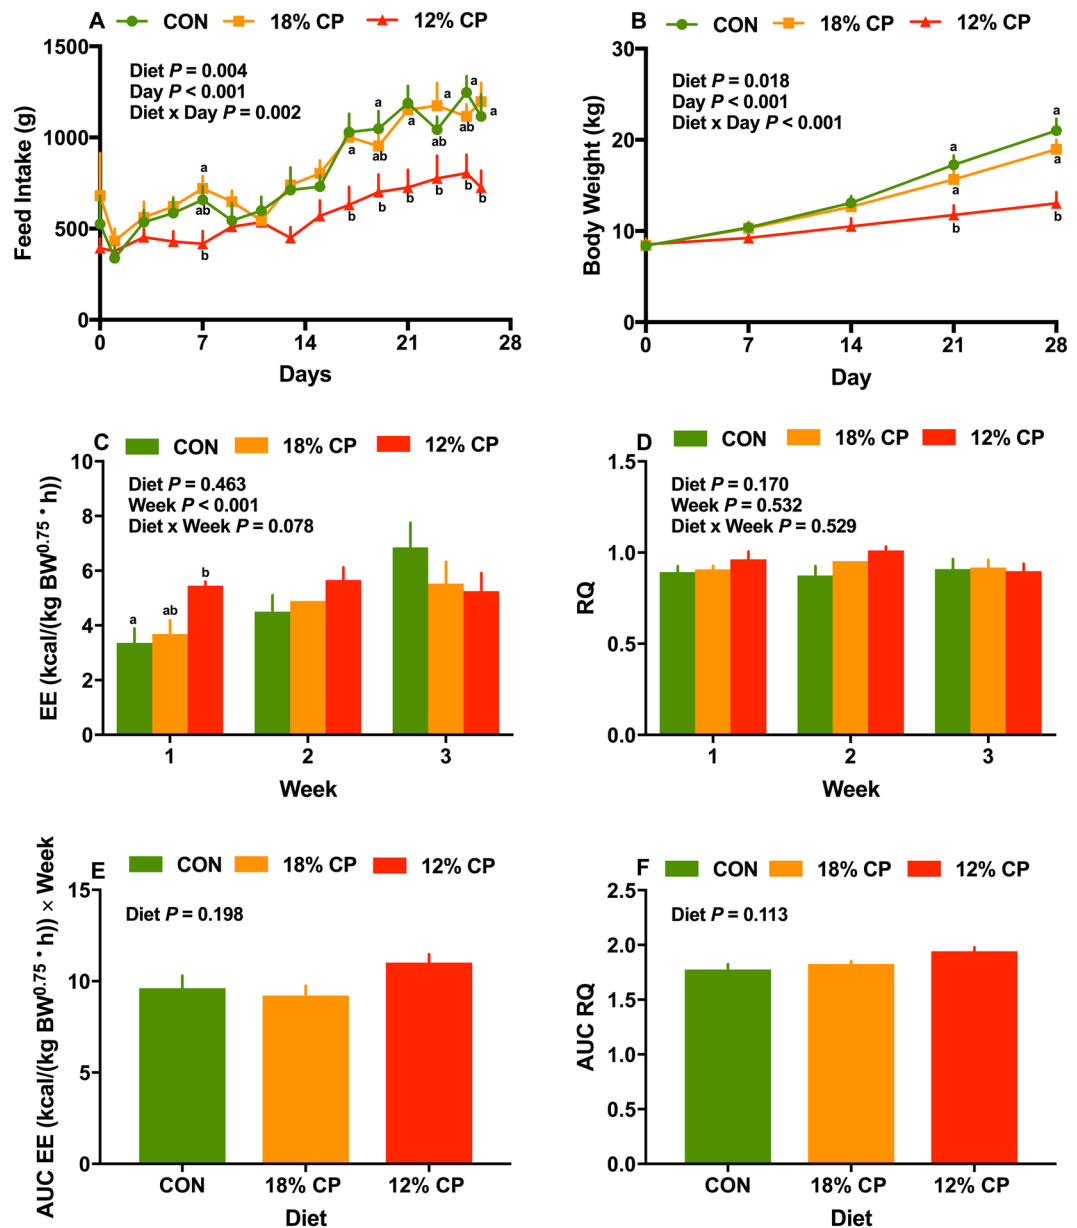 A CON 18% CP 12% CP
1500
1000
500
0
Feed Intake (g)
Diet P = 0.004
Day P < 0.001
Diet x Day P = 0.002
a
ab
b
a
b
a
ab
b
a
b
a
ab
b
a
ab
b
a
b
0 7 14 21 28
Days
B CON 18% CP 12% CP
30
20
10
0
Body Weight (kg)
Diet P = 0.018
Day P < 0.001
Diet x Day P < 0.001
a
a
b
a
a
b
0 7 14 21 28
Day
C CON 18% CP 12% CP
10
8
6
4
2
0
EE (kcal/(kg BW0.75 • h))
Diet P = 0.463
Week P < 0.001
Diet x Week P = 0.078
a ab b
1 2 3
Week
D CON 18% CP 12% CP
1.5
1.0
0.5
0.0
RQ
Diet P = 0.170
Week P = 0.532
Diet x Week P = 0.529
1 2 3
Week
E CON 18% CP 12% CP
15
10
5
0
AUC EE (kcal/(kg BW0.75 • h)) × Week
Diet P = 0.198
CON 18% CP 12% CP
Diet
F CON 18% CP 12% CP
2.5
2.0
1.5
1.0
0.5
0.0
AUC RQ
Diet P = 0.113
CON 18% CP 12% CP
Diet